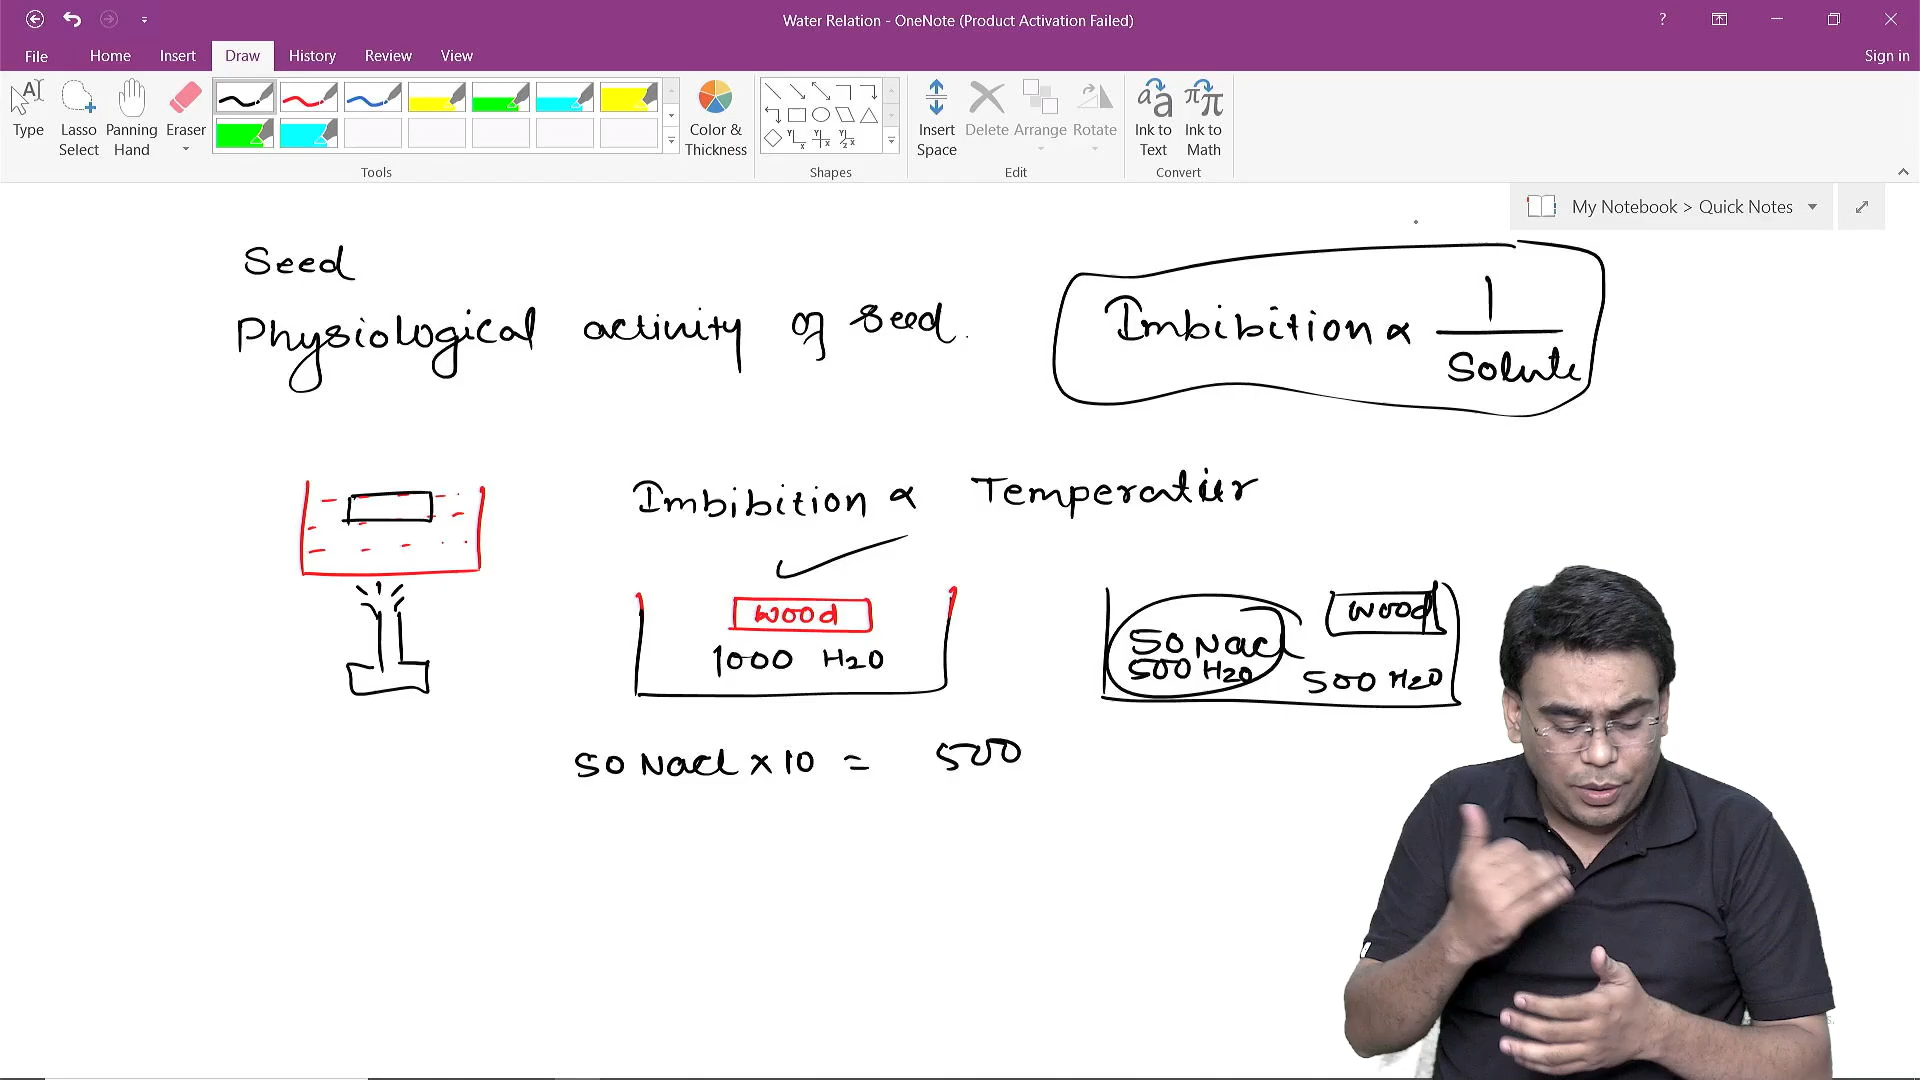 Water Relation - OneNote (Product Activation Failed)
?
File Home Insert Draw History Review View
Sign in
Type
Lasso Select
Panning Hand
Eraser
Color & Thickness
Insert Space
Delete
Arrange
Rotate
Ink to Text
Ink to Math
Tools
Shapes
Edit
Convert
My Notebook > Quick Notes
Seed
Physiological activity of seed.
Imbibition ∝ 1
Solute
Imbibition ∝ Temperatur
wood
1000 H2O
wood
50 Nacl
500 H2O
500 H2O
50 Nacl × 10 = 500